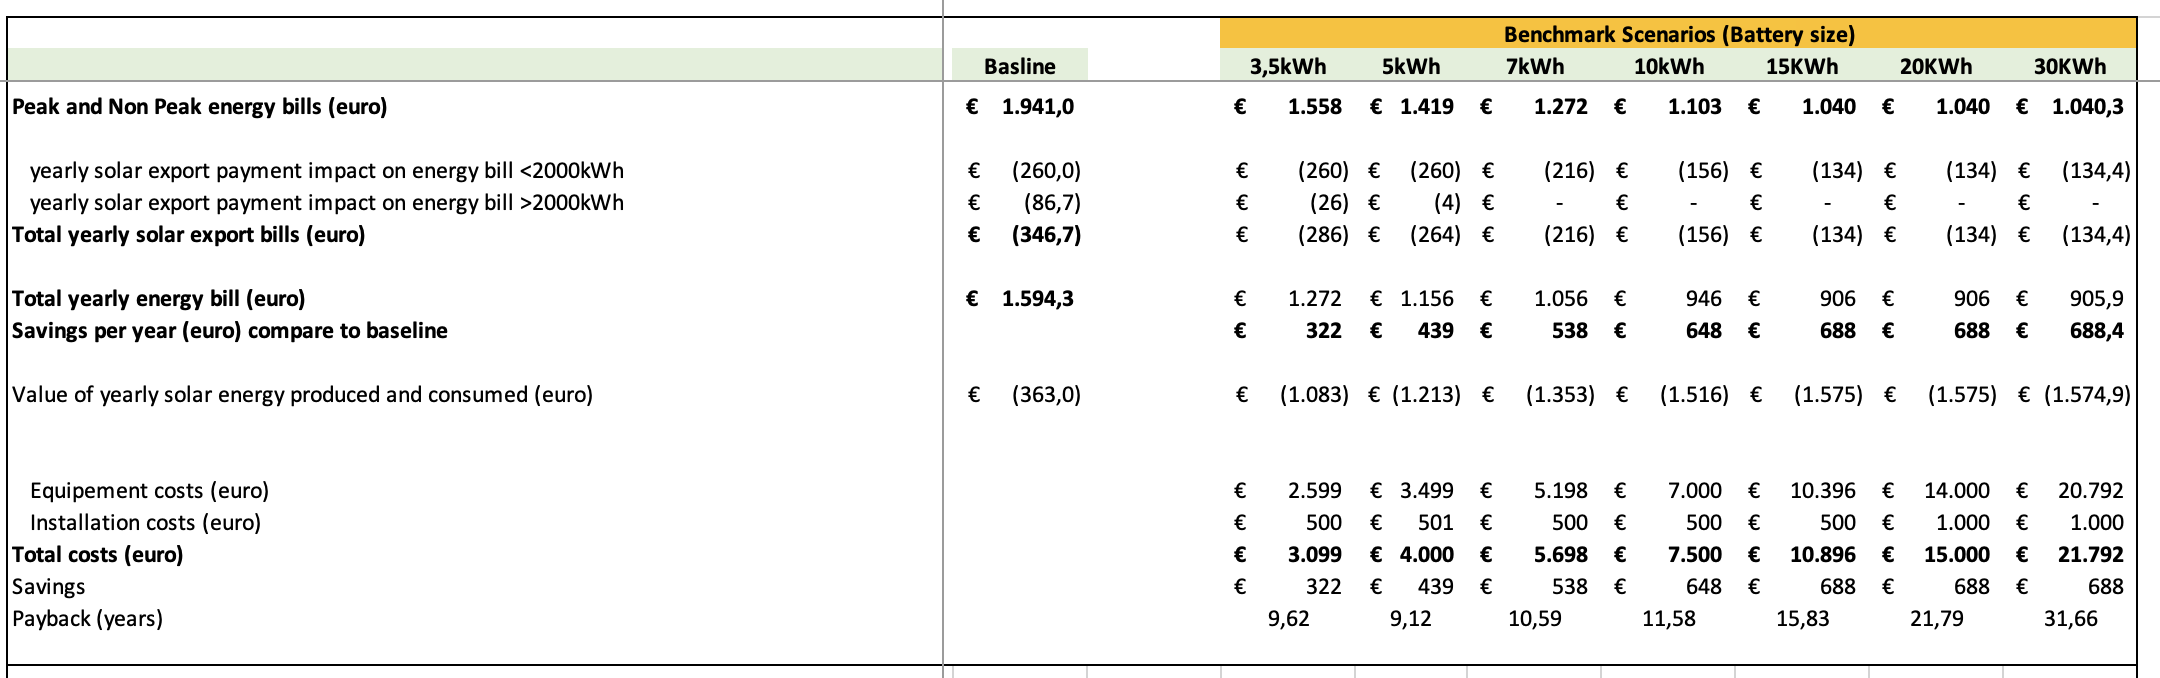 Benchmark Scenarios (Battery size)
Basline 3,5kWh 5kWh 7kWh 10kWh 15KWh 20KWh 30KWh
Peak and Non Peak energy bills (euro) € 1.941,0 € 1.558 € 1.419 € 1.272 € 1.103 € 1.040 € 1.040 € 1.040,3
yearly solar export payment impact on energy bill <2000kWh € (260,0) € (260) € (260) € (216) € (156) € (134) € (134) € (134,4)
yearly solar export payment impact on energy bill >2000kWh € (86,7) € (26) € (4) € - € - € - € - € -
Total yearly solar export bills (euro) € (346,7) € (286) € (264) € (216) € (156) € (134) € (134) € (134,4)
Total yearly energy bill (euro) € 1.594,3 € 1.272 € 1.156 € 1.056 € 946 € 906 € 906 € 905,9
Savings per year (euro) compare to baseline € 322 € 439 € 538 € 648 € 688 € 688 € 688,4
Value of yearly solar energy produced and consumed (euro) € (363,0) € (1.083) € (1.213) € (1.353) € (1.516) € (1.575) € (1.575) € (1.574,9)
Equipement costs (euro) € 2.599 € 3.499 € 5.198 € 7.000 € 10.396 € 14.000 € 20.792
Installation costs (euro) € 500 € 501 € 500 € 500 € 500 € 1.000 € 1.000
Total costs (euro) € 3.099 € 4.000 € 5.698 € 7.500 € 10.896 € 15.000 € 21.792
Savings € 322 € 439 € 538 € 648 € 688 € 688 € 688
Payback (years) 9,62 9,12 10,59 11,58 15,83 21,79 31,66